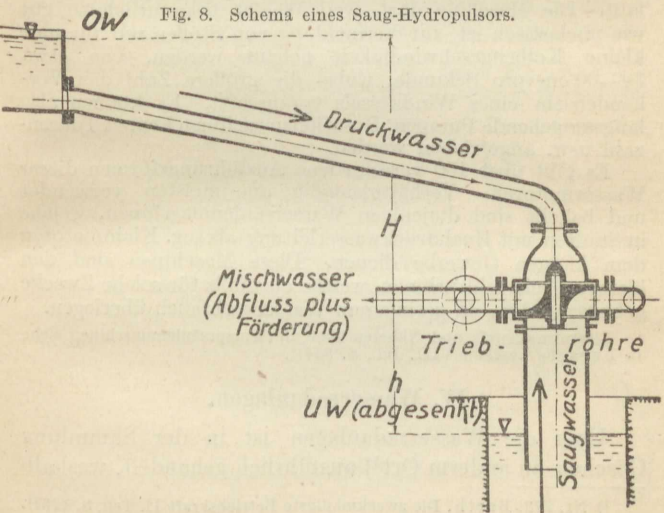 Fig. 8. Schema eines Saug-Hydropulsors.
OW
Druckwasser
H
Mischwasser
(Abfluss plus
Förderung)
Trieb - rohre
h
UW (abgesenkt)
Saugwasser